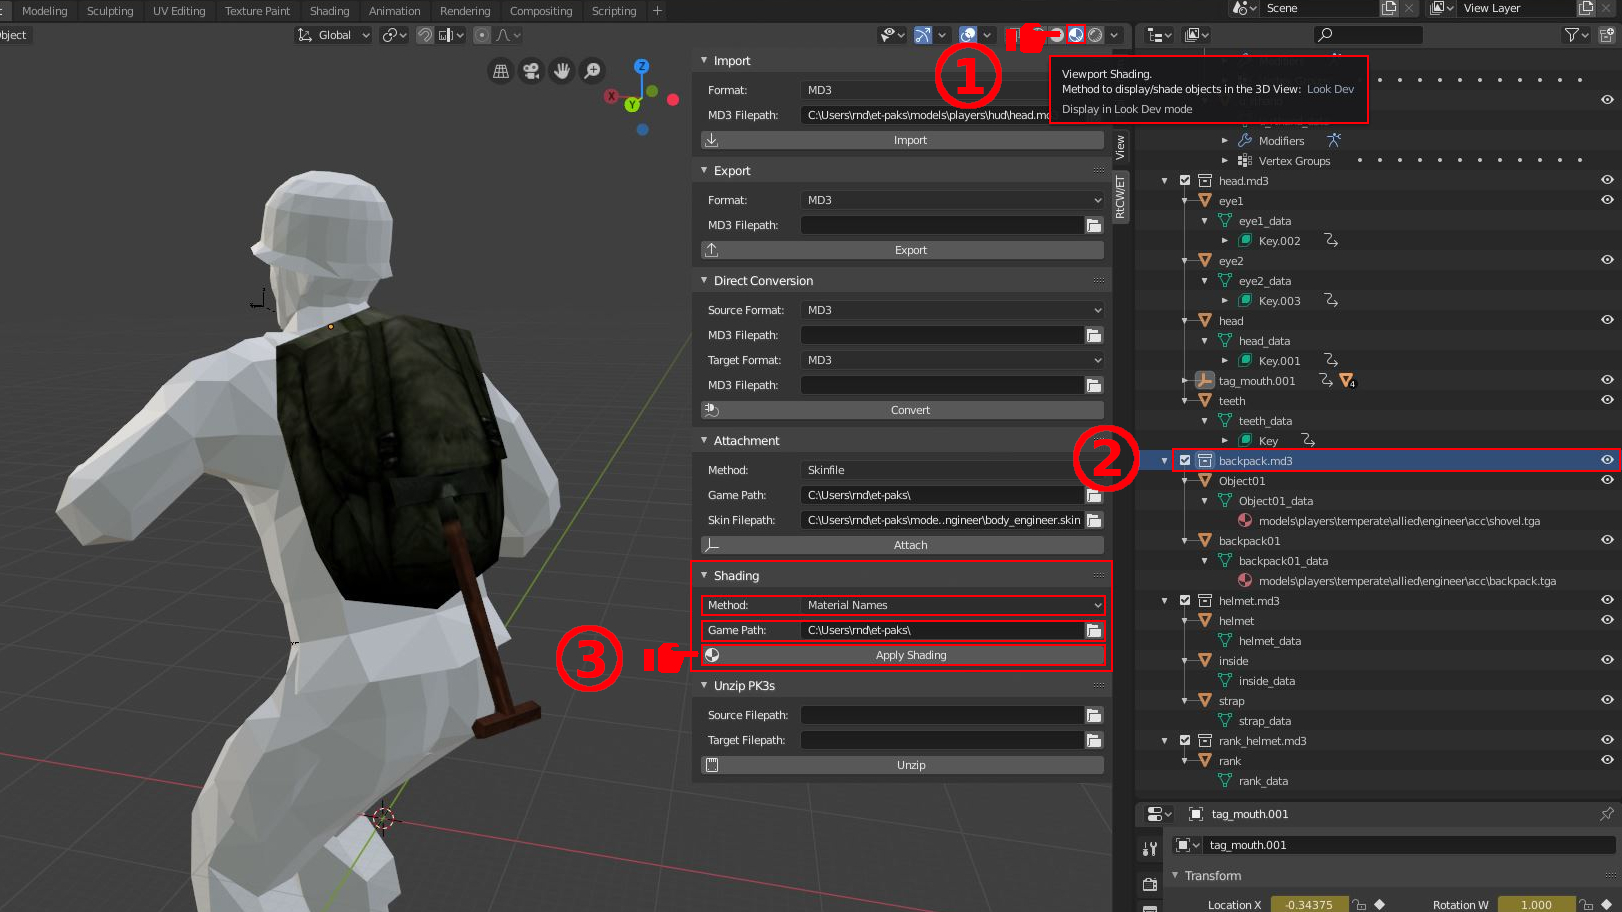 Modeling Sculpting UV Editing Texture Paint Shading Animation Rendering Compositing Scripting +
Scene
View Layer
bject
Global
Import
Format: MD3
MD3 Filepath: C:\Users\rnd\et-paks\models\players\hud\head.m
Import
Export
Format: MD3
MD3 Filepath:
Export
Direct Conversion
Source Format: MD3
MD3 Filepath:
Target Format: MD3
MD3 Filepath:
Convert
Attachment
Method: Skinfile
Game Path: C:\Users\rnd\et-paks\
Skin Filepath: C:\Users\rnd\et-paks\mode..ngineer\body_engineer.skin
Attach
Shading
Method: Material Names
Game Path: C:\Users\rnd\et-paks\
Apply Shading
Unzip PK3s
Source Filepath:
Target Filepath:
Unzip
View
RtCW/ET
1
2
3
X
Y
Z
Viewport Shading.
Method to display/shade objects in the 3D View: Look Dev
Display in Look Dev mode
Modifiers
Vertex Groups
head.md3
eye1
eye1_data
Key.002
eye2
eye2_data
Key.003
head
head_data
Key.001
tag_mouth.001 4
teeth
teeth_data
Key
backpack.md3
Object01
Object01_data
models\players\temperate\allied\engineer\acc\shovel.tga
backpack01
backpack01_data
models\players\temperate\allied\engineer\acc\backpack.tga
helmet.md3
helmet
helmet_data
inside
inside_data
strap
strap_data
rank_helmet.md3
rank
rank_data
tag_mouth.001
tag_mouth.001
Transform
Location X -0.34375
Rotation W 1.000